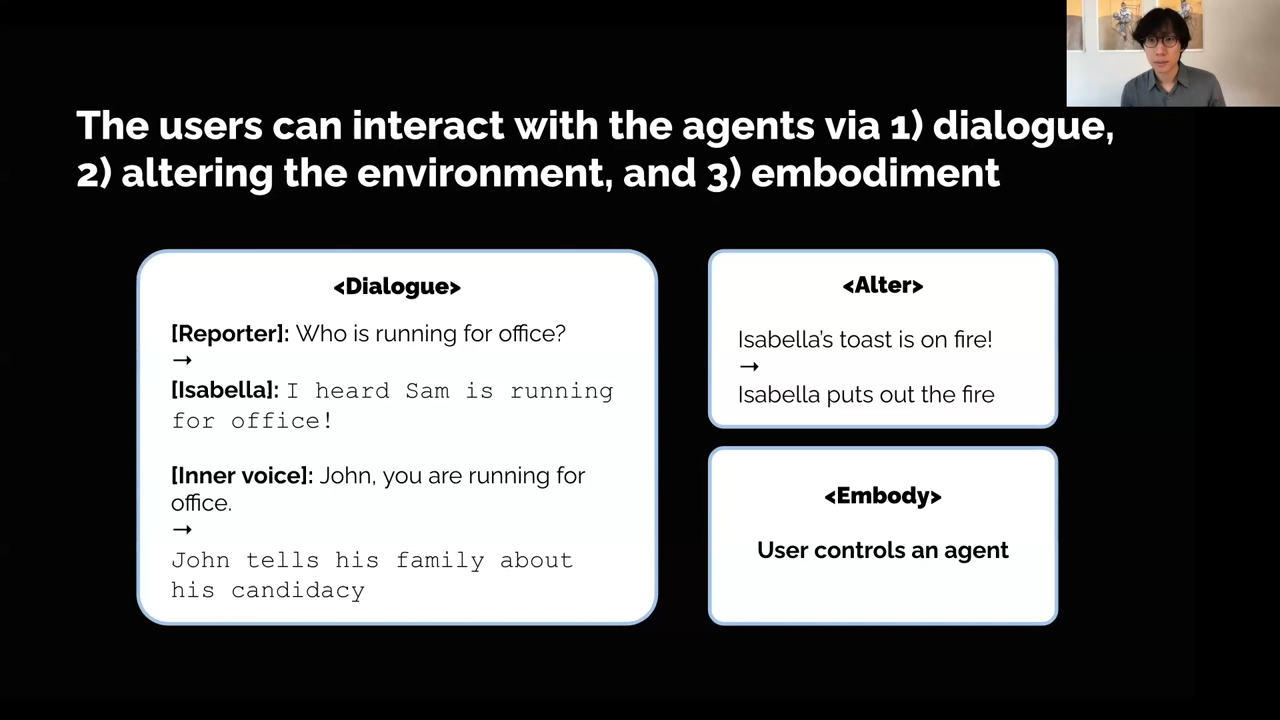 The users can interact with the agents via 1) dialogue,
2) altering the environment, and 3) embodiment
<Dialogue>
[Reporter]: Who is running for office?
→
[Isabella]: I heard Sam is running
for office!
[Inner voice]: John, you are running for
office.
→
John tells his family about
his candidacy
<Alter>
Isabella’s toast is on fire!
→
Isabella puts out the fire
<Embody>
User controls an agent